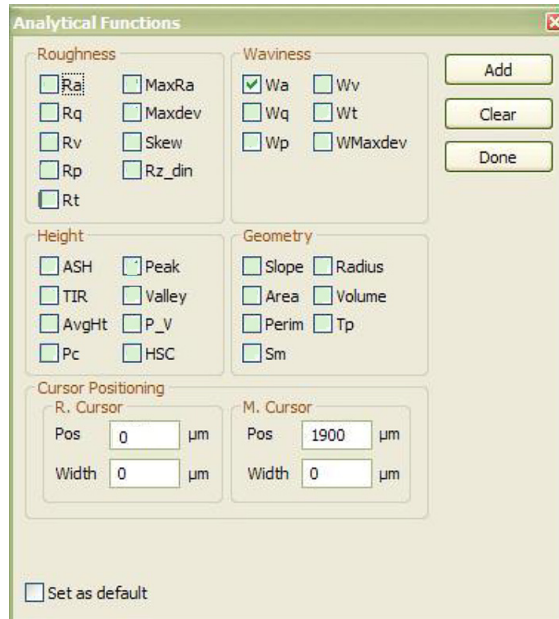 Analytical Functions
Roughness
Ra MaxRa
Rq Maxdev
Rv Skew
Rp Rz_din
Rt
Waviness
Wa Wv
Wq Wt
Wp WMaxdev
Add
Clear
Done
Height
ASH Peak
TIR Valley
AvgHt P_V
Pc HSC
Geometry
Slope Radius
Area Volume
Perim Tp
Sm
Cursor Positioning
R. Cursor
Pos 0 µm
Width 0 µm
M. Cursor
Pos 1900 µm
Width 0 µm
Set as default